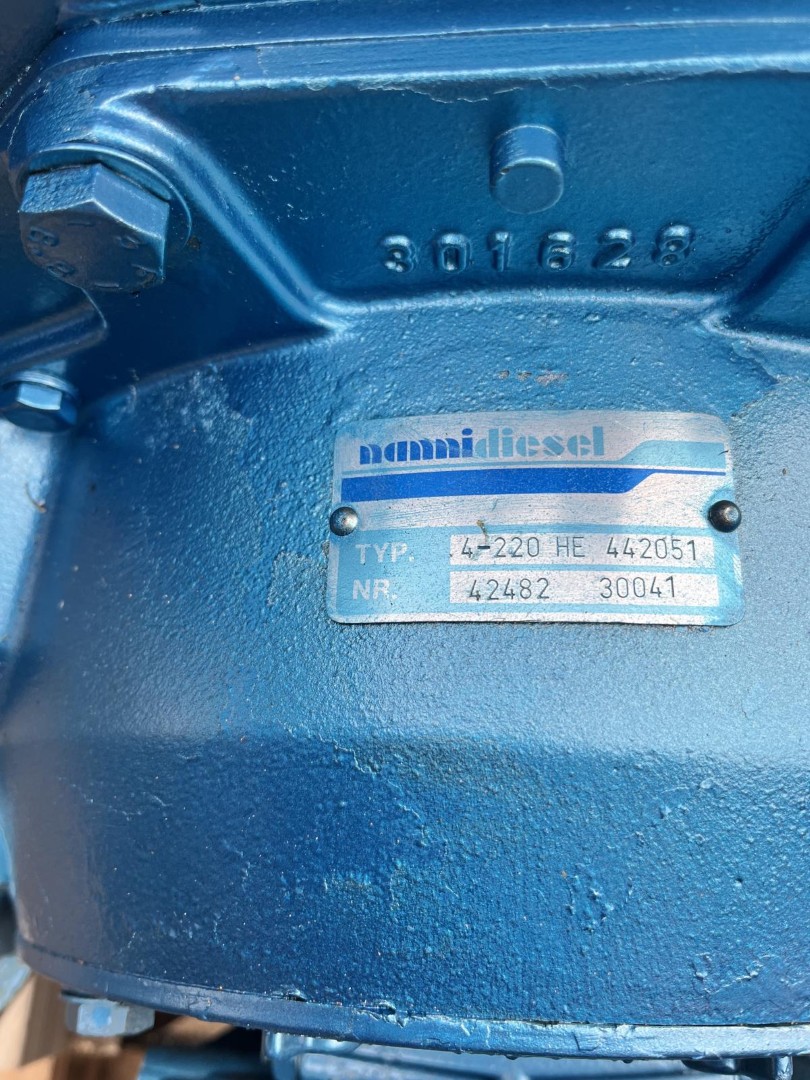 301628
nannidiesel
TYP. 4-220 HE 442051
NR. 42482 30041